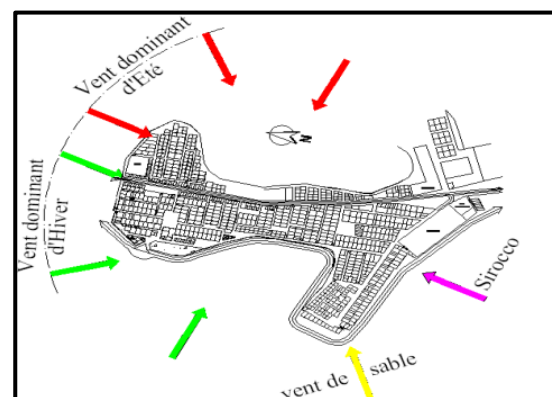 Vent dominant
d'Eté
Vent dominant
d'Hiver
N
Sirocco
vent de sable